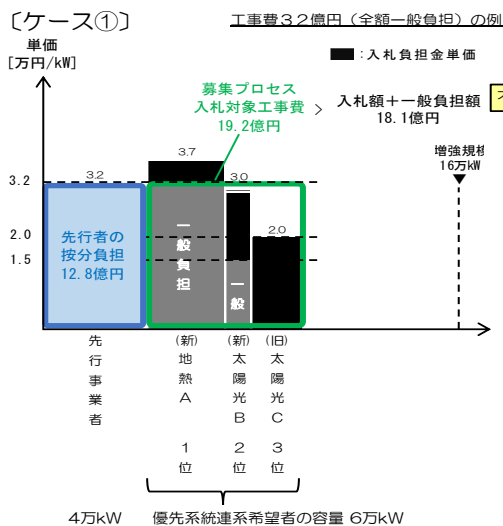 〔ケース①〕
工事費32億円（全額一般負担）の例
単価
[万円/kW]
■：入札負担金単価
募集プロセス
入札対象工事費
19.2億円
>
入札額＋一般負担額
18.1億円
増強規模
16万kW
3.2
2.0
1.5
3.2
3.7
3.0
2.0
先行者の
按分負担
12.8億円
一般負担
一般
先行事業者
(新)地熱A 1位
(新)太陽光B 2位
(旧)太陽光C 3位
4万kW
優先系統連系希望者の容量 6万kW